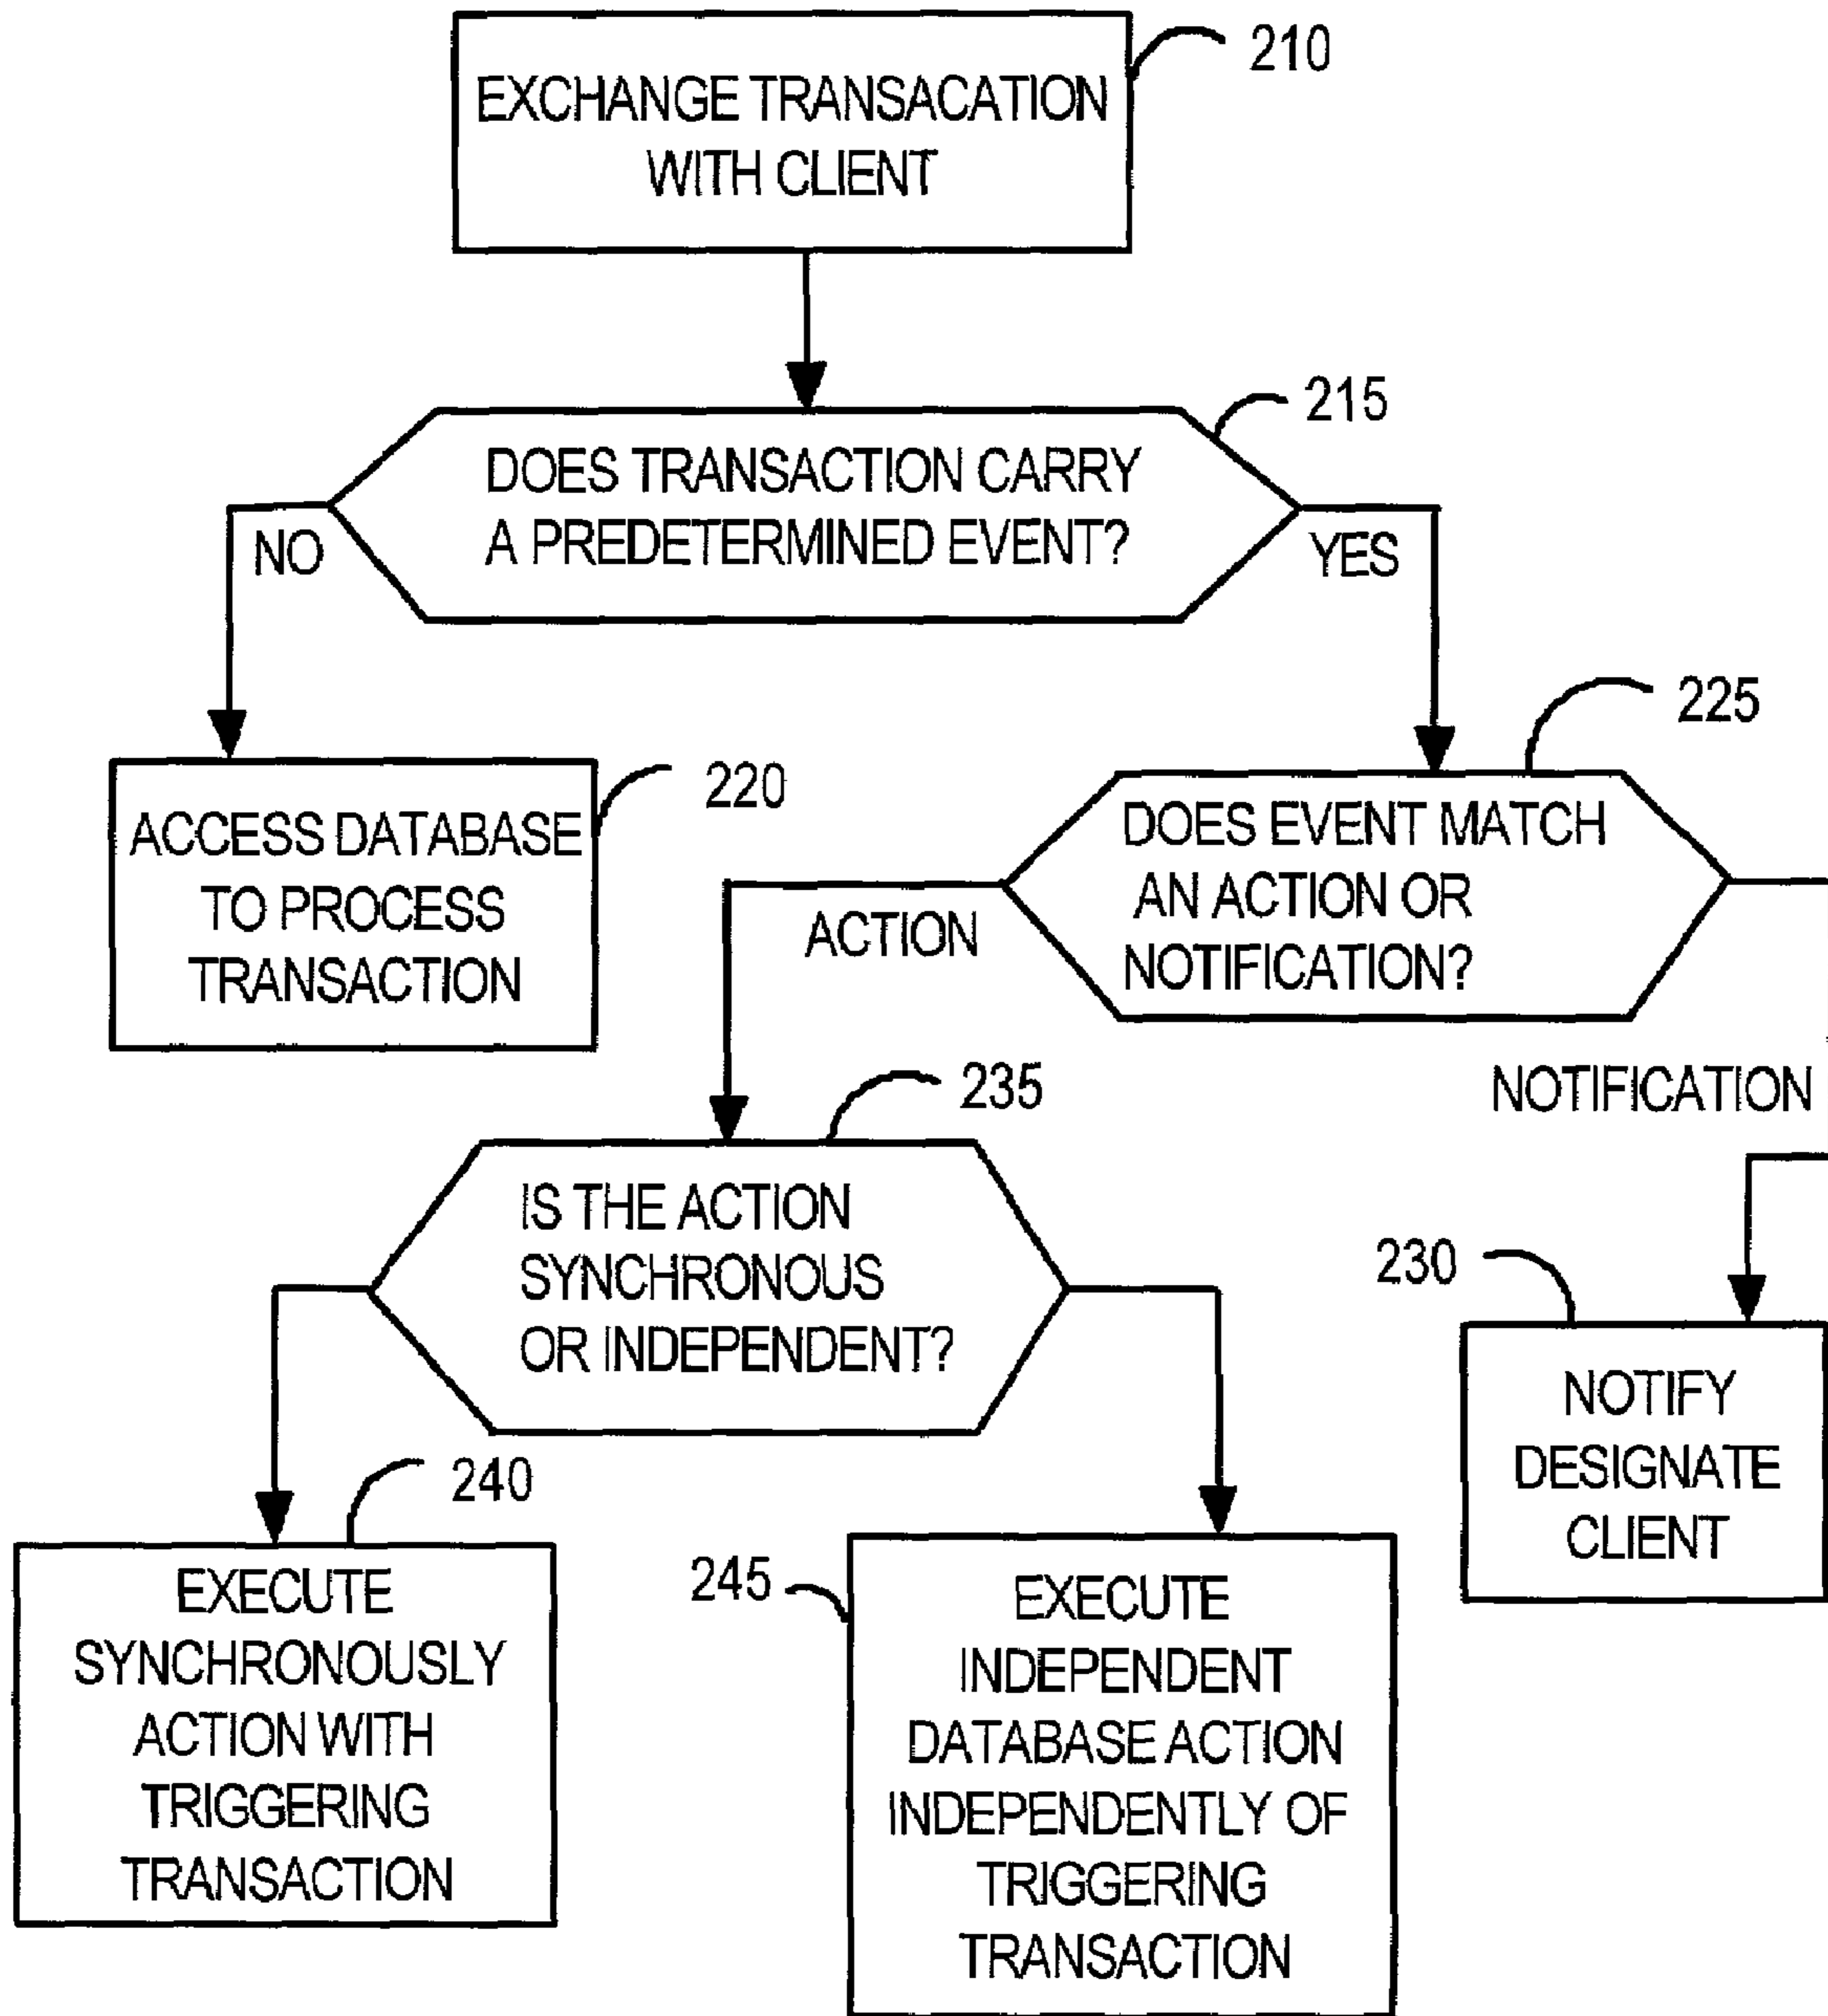 210
EXCHANGE TRANSACATION
WITH CLIENT
215
DOES TRANSACTION CARRY
A PREDETERMINED EVENT?
NO
YES
220
ACCESS DATABASE
TO PROCESS
TRANSACTION
225
DOES EVENT MATCH
AN ACTION OR
NOTIFICATION?
ACTION
NOTIFICATION
235
IS THE ACTION
SYNCHRONOUS
OR INDEPENDENT?
230
NOTIFY
DESIGNATE
CLIENT
240
EXECUTE
SYNCHRONOUSLY
ACTION WITH
TRIGGERING
TRANSACTION
245
EXECUTE
INDEPENDENT
DATABASE ACTION
INDEPENDENTLY OF
TRIGGERING
TRANSACTION